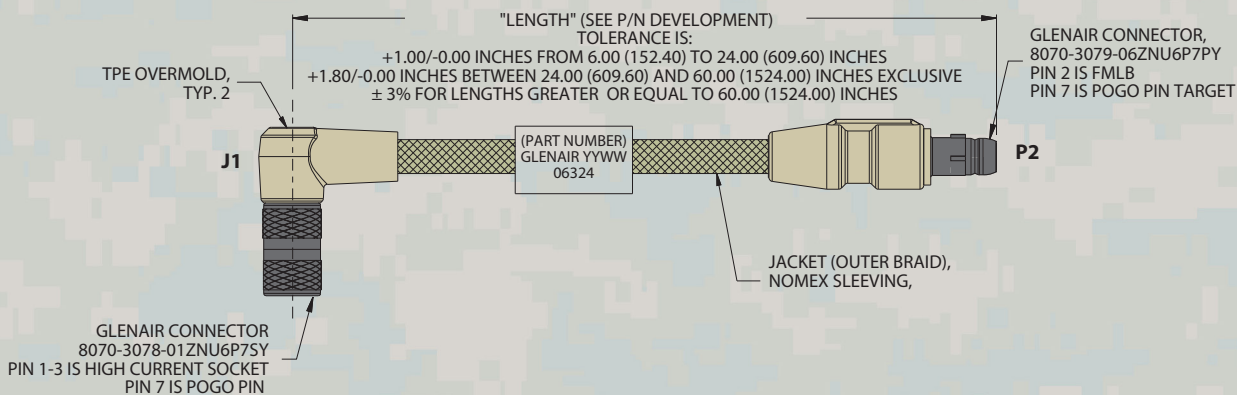 "LENGTH" (SEE P/N DEVELOPMENT)
TOLERANCE IS:
+1.00/-0.00 INCHES FROM 6.00 (152.40) TO 24.00 (609.60) INCHES
+1.80/-0.00 INCHES BETWEEN 24.00 (609.60) AND 60.00 (1524.00) INCHES EXCLUSIVE
± 3% FOR LENGTHS GREATER OR EQUAL TO 60.00 (1524.00) INCHES
GLENAIR CONNECTOR,
8070-3079-06ZNU6P7PY
PIN 2 IS FMLB
PIN 7 IS POGO PIN TARGET
TPE OVERMOLD,
TYP. 2
J1
(PART NUMBER)
GLENAIR YYWW
06324
P2
JACKET (OUTER BRAID),
NOMEX SLEEVING,
GLENAIR CONNECTOR
8070-3078-01ZNU6P7SY
PIN 1-3 IS HIGH CURRENT SOCKET
PIN 7 IS POGO PIN